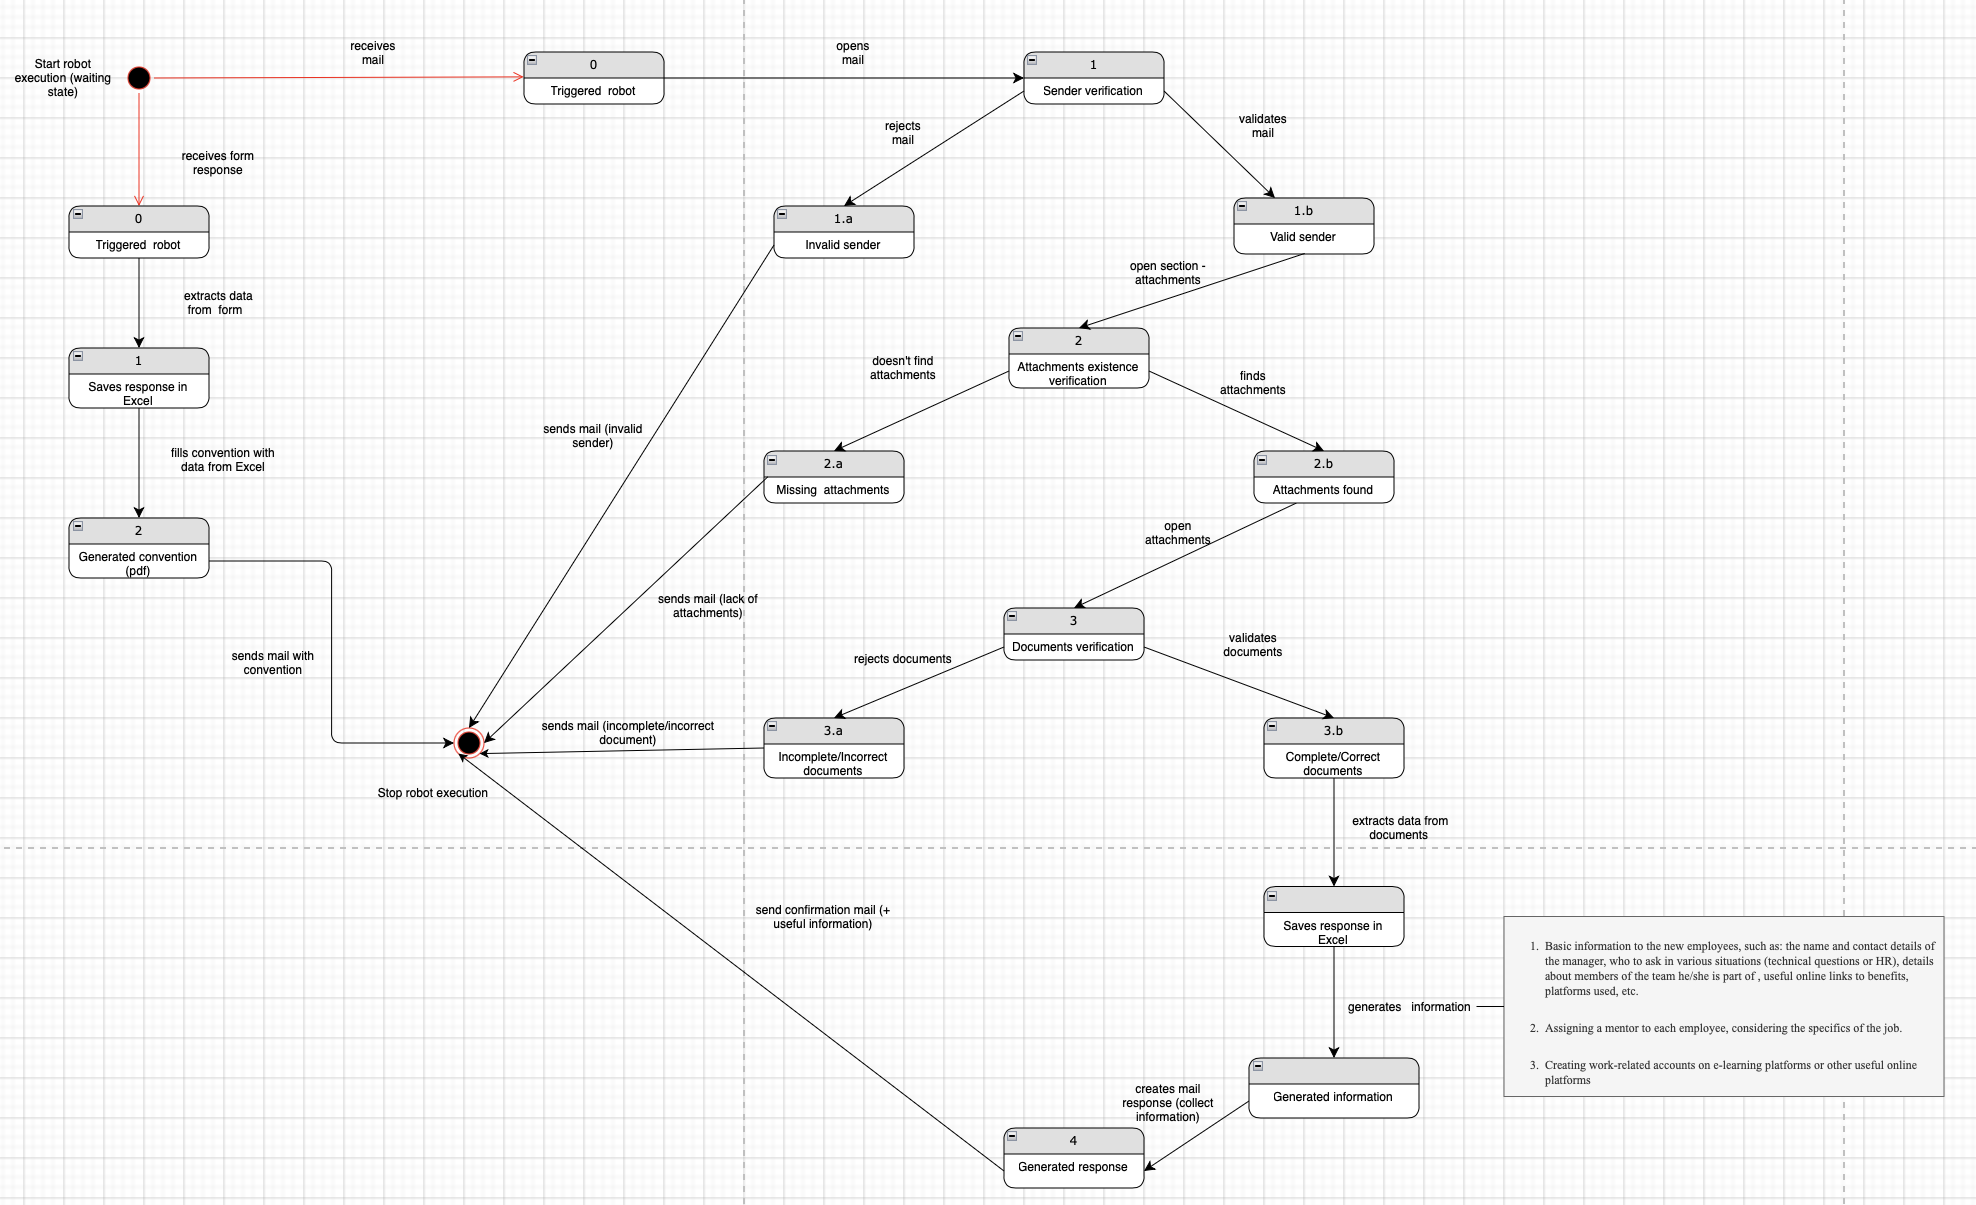 Start robot
execution (waiting
state)
receives
mail
0
Triggered  robot
opens
mail
1
Sender verification
rejects
mail
validates
mail
receives form
response
0
Triggered  robot
1.a
Invalid sender
1.b
Valid sender
open section -
attachments
extracts data
from  form
1
Saves response in
Excel
2
Attachments existence
verification
doesn't find
attachments
finds
attachments
sends mail (invalid
sender)
fills convention with
data from Excel
2.a
Missing  attachments
2.b
Attachments found
2
Generated convention
(pdf)
open
attachments
sends mail (lack of
attachments)
3
Documents verification
sends mail with
convention
rejects documents
validates
documents
sends mail (incomplete/incorrect
document)
3.a
Incomplete/Incorrect
documents
3.b
Complete/Correct
documents
Stop robot execution
extracts data from
documents
send confirmation mail (+
useful information)
Saves response in
Excel
generates   information
1. Basic information to the new employees, such as: the name and contact details of
the manager, who to ask in various situations (technical questions or HR), details
about members of the team he/she is part of , useful online links to benefits,
platforms used, etc.
2. Assigning a mentor to each employee, considering the specifics of the job.
3. Creating work-related accounts on e-learning platforms or other useful online
platforms
Generated information
creates mail
response (collect
information)
4
Generated response